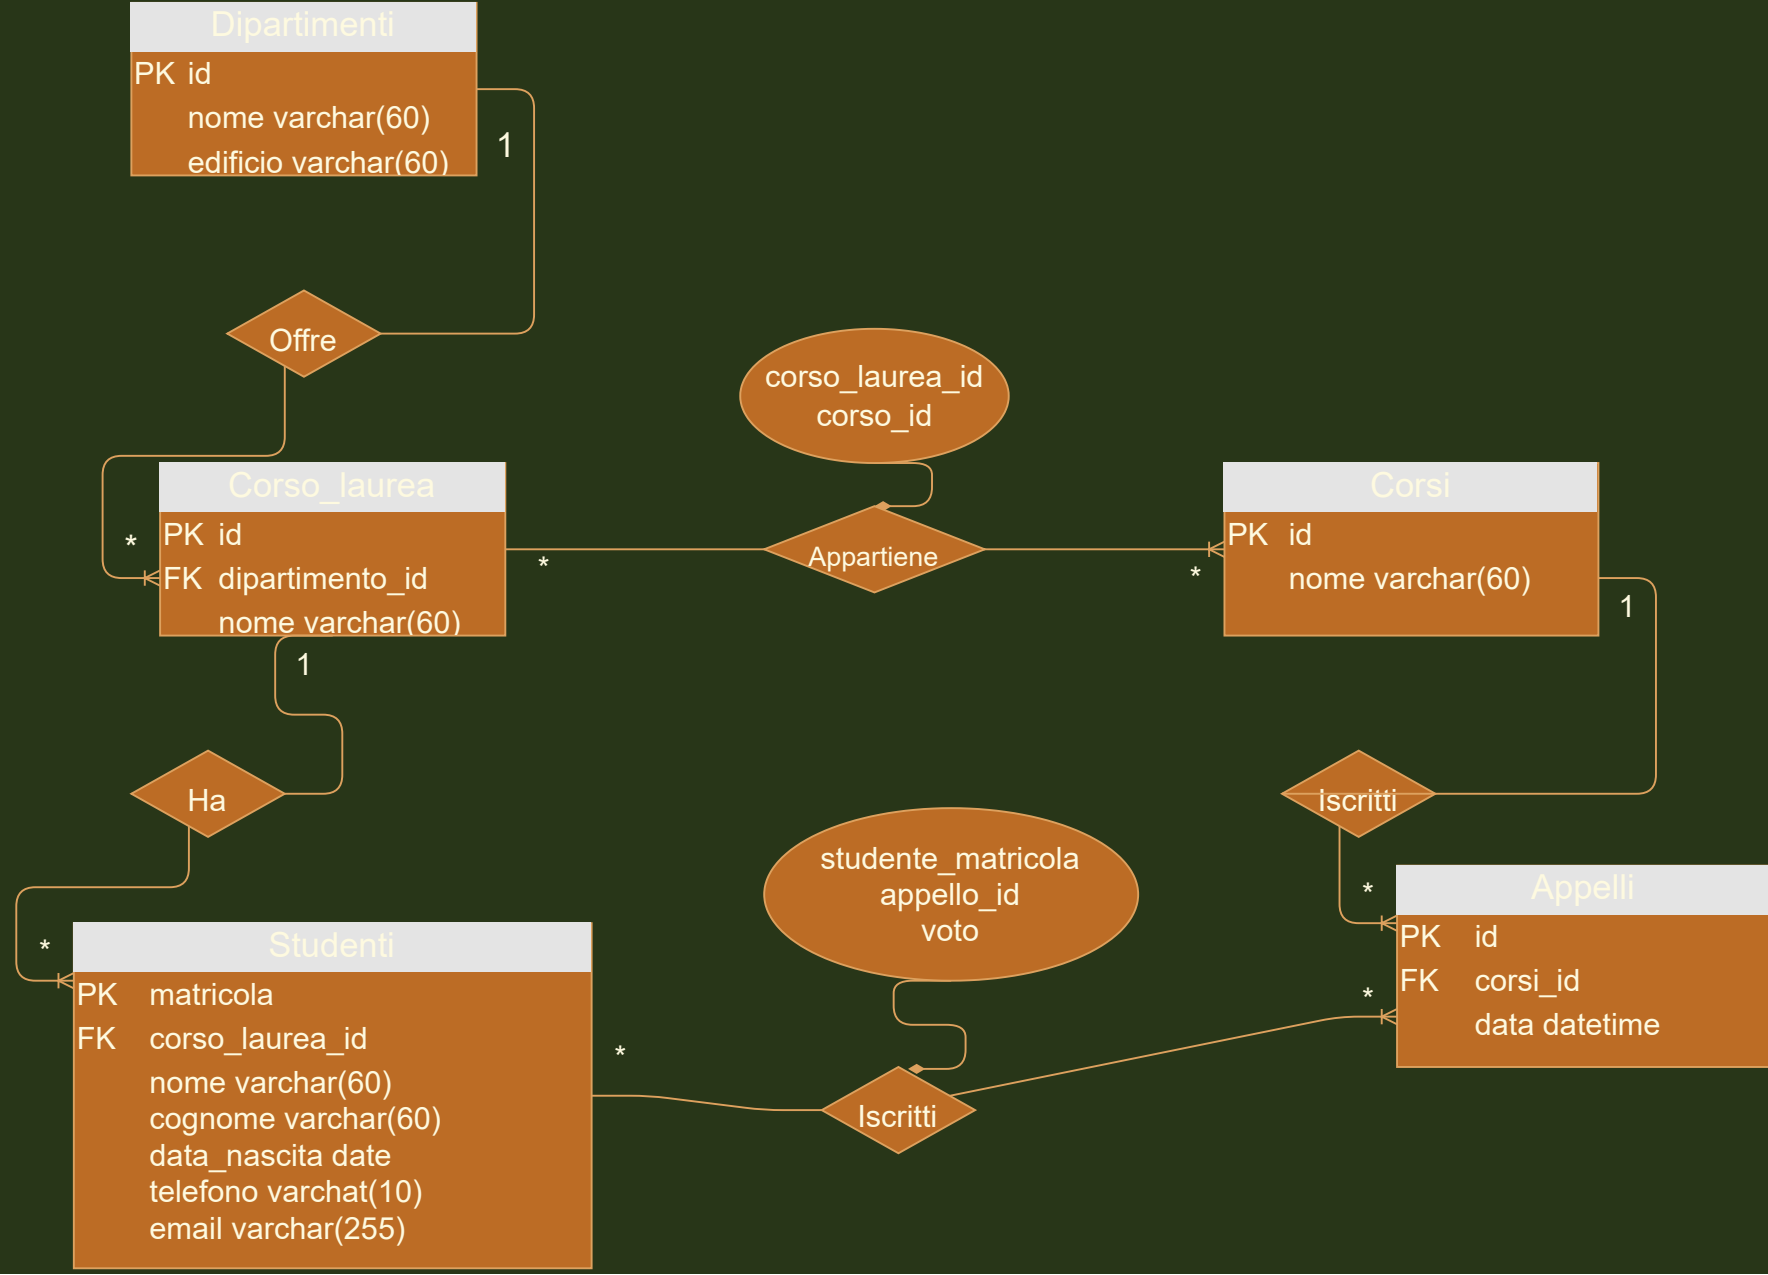 Dipartimenti
PK id
nome varchar(60)
edificio varchar(60)
1
Offre
corso_laurea_id
corso_id
Corso_laurea
PK id
* FK dipartimento_id
nome varchar(60)
*
Appartiene
*
Corsi
PK id
nome varchar(60)
1
1
Ha
Iscritti
studente_matricola
appello_id
voto
*
Appelli
PK id
FK corsi_id
* data datetime
*
Studenti
PK matricola
FK corso_laurea_id
nome varchar(60)
cognome varchar(60)
data_nascita date
telefono varchat(10)
email varchar(255)
*
Iscritti